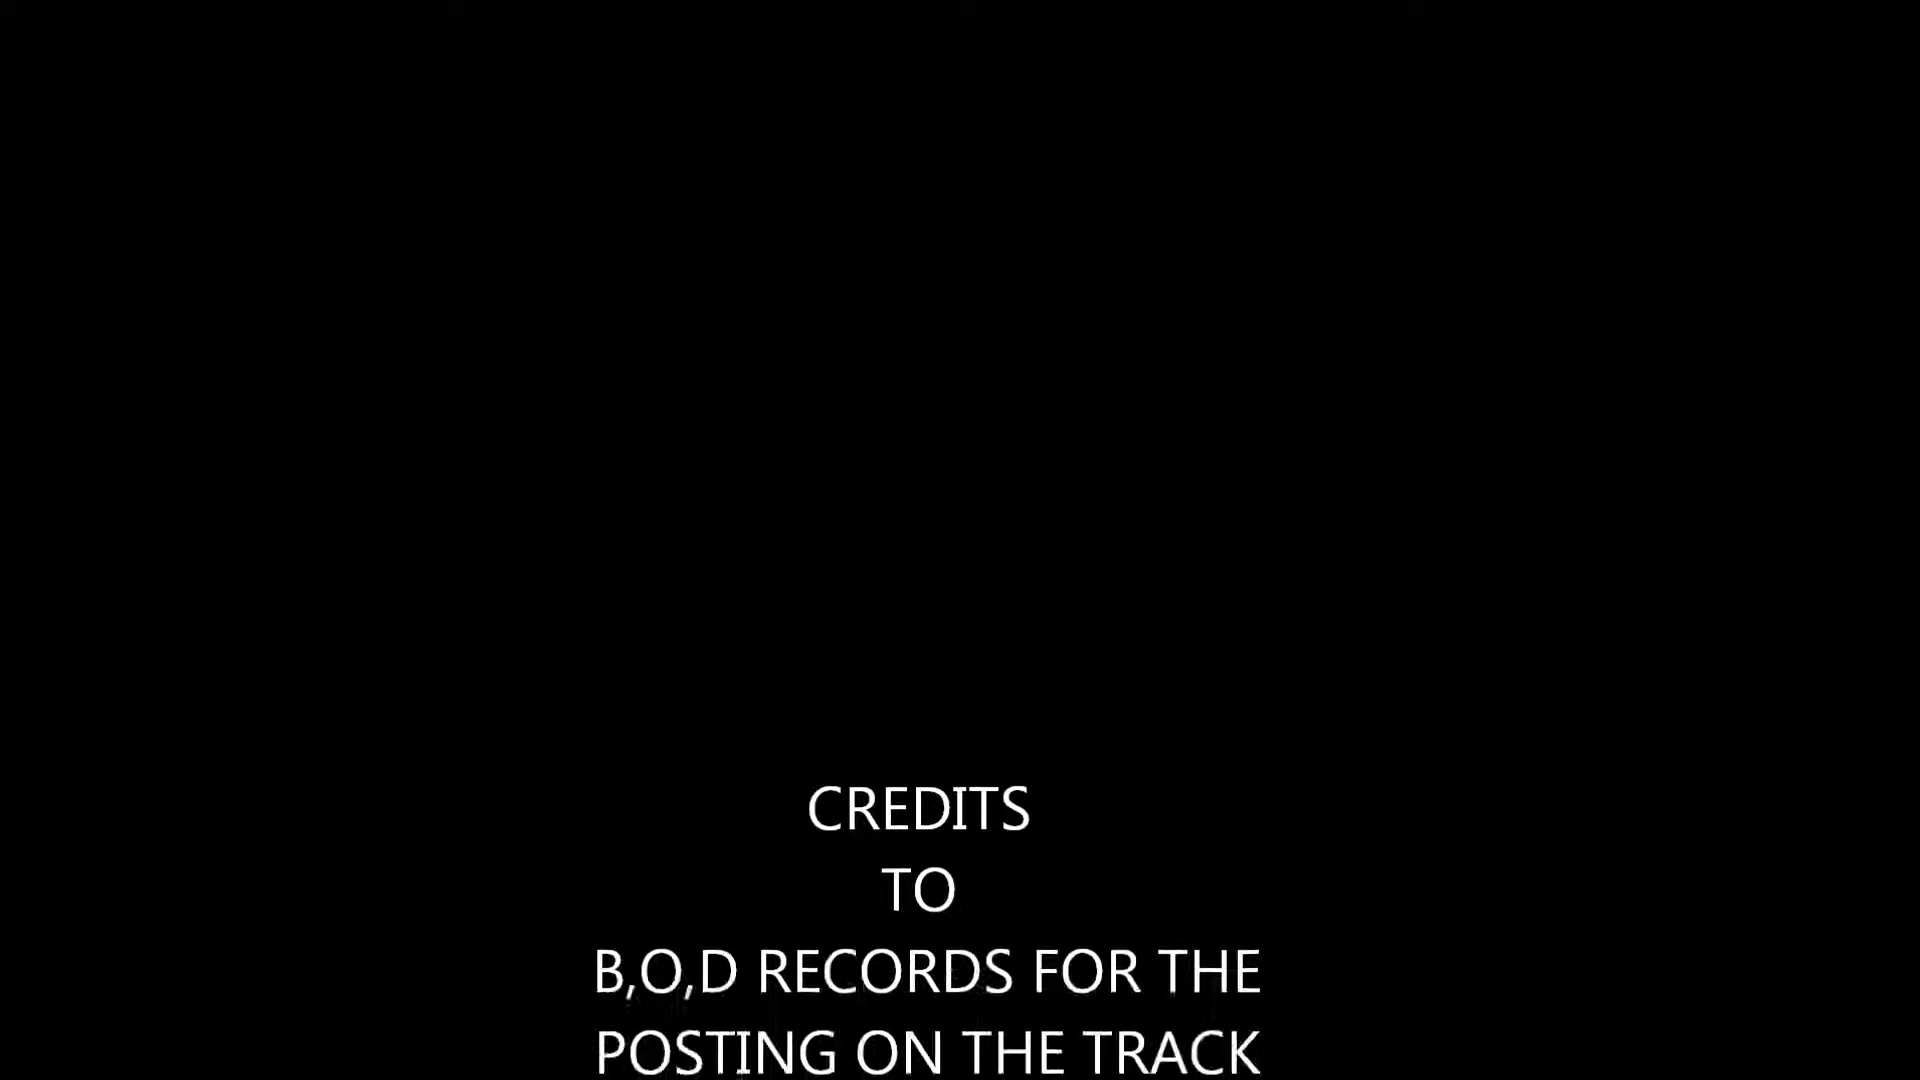 CREDITS
TO
B,O,D RECORDS FOR THE
POSTING ON THE TRACK